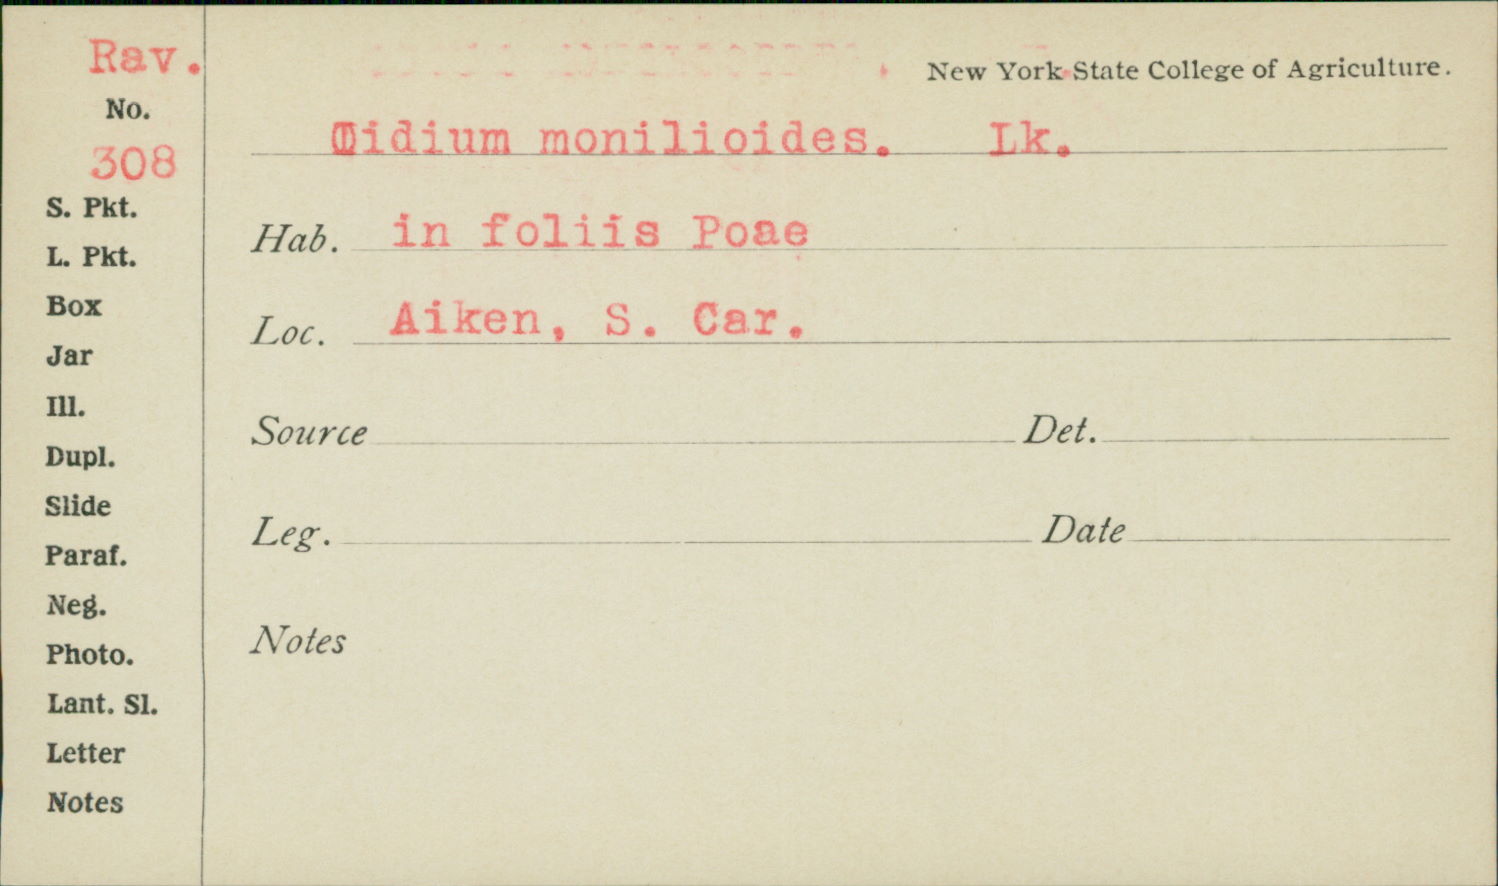 Rav.
No.
308
S. Pkt.
L. Pkt.
Box
Jar
Ill.
Dupl.
Slide
Paraf.
Neg.
Photo.
Lant. Sl.
Letter
Notes
New York State College of Agriculture.
Oidium monilioides. Lk.
Hab. in foliis Poae
Loc. Aiken, S. Car.
Source Det.
Leg. Date
Notes